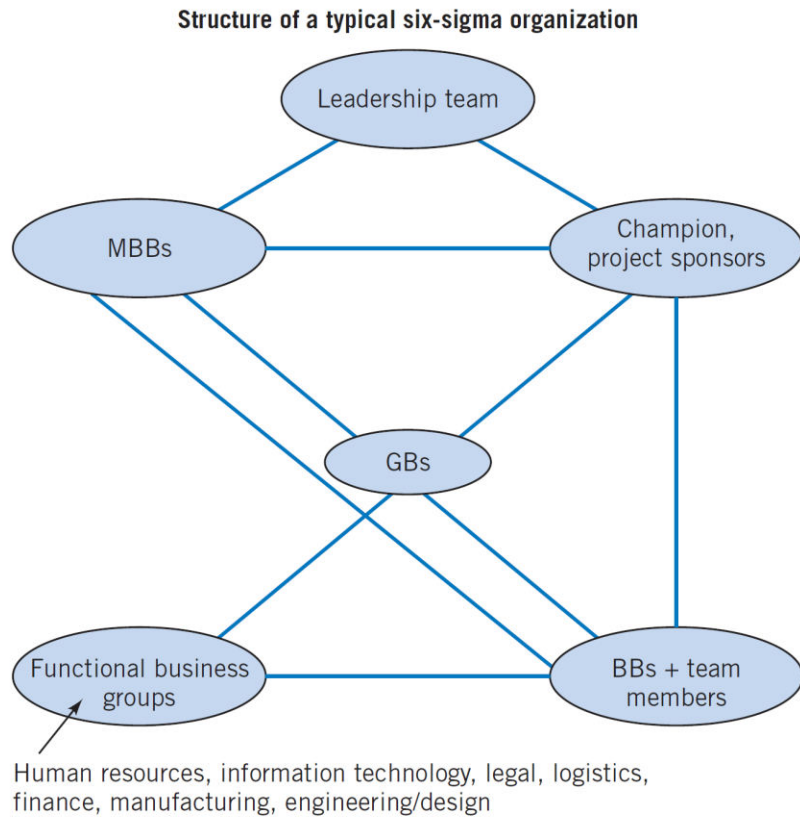 Structure of a typical six-sigma organization
Leadership team
MBBs
Champion,
project sponsors
GBs
Functional business
groups
BBs + team
members
Human resources, information technology, legal, logistics,
finance, manufacturing, engineering/design